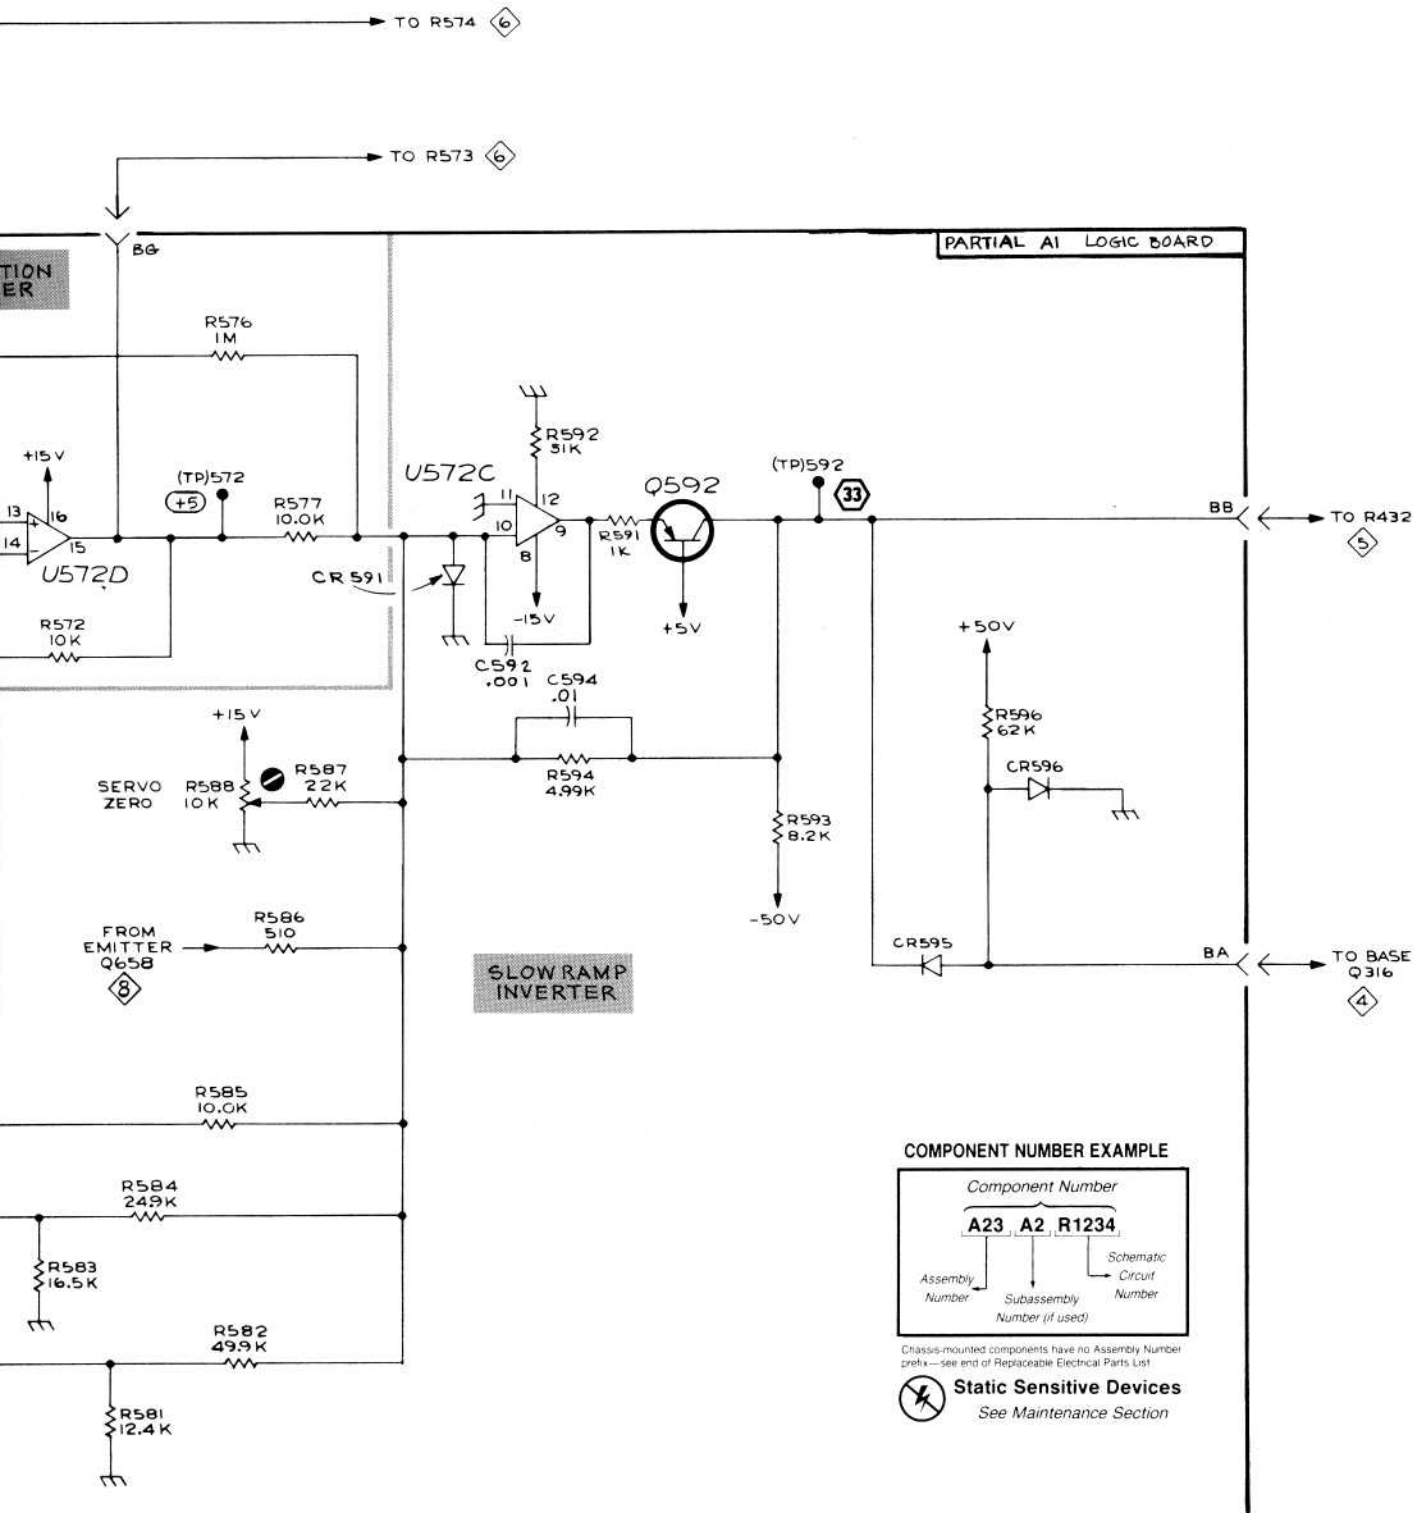 TO R574 6
TO R573 6
BG
PARTIAL A1 LOGIC BOARD
TION
ER
R576
1M
R592
51K
+15V
(TP)572
+5
U572C
(TP)592
33
Q592
R577
10.0K
11
12
10
9
8
13
+
16
14
-
15
U572D
R591
1K
BB
TO R432
5
CR591
-15V
+5V
R572
10K
C592
.001
C594
.01
+50V
+15V
R596
62K
SERVO
ZERO
R588
10K
R587
22K
R594
4.99K
CR596
R593
8.2K
-50V
FROM
EMITTER
Q658
8
R586
510
SLOW RAMP
INVERTER
CR595
BA
TO BASE
Q316
4
R585
10.0K
R584
24.9K
R583
16.5K
R582
49.9K
R581
12.4K
COMPONENT NUMBER EXAMPLE
Component Number
A23 A2 R1234
Assembly
Number
Subassembly
Number (if used)
Schematic
Circuit
Number
Chassis-mounted components have no Assembly Number
prefix—see end of Replaceable Electrical Parts List
Static Sensitive Devices
See Maintenance Section